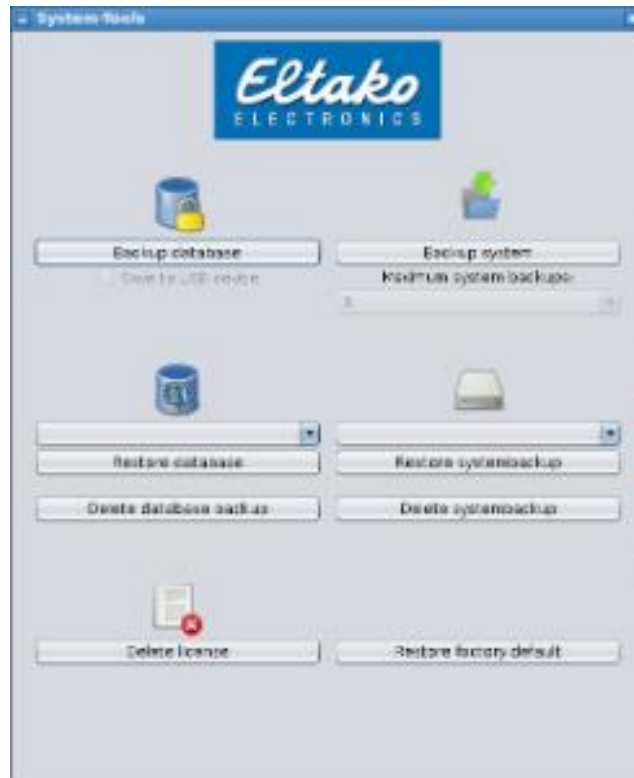 System-Tools
Eltako
ELECTRONICS
Backup database
Backup system
Save to USB device
Maximum system backups:
Restore database
Restore systembackup
Delete database backup
Delete systembackup
Delete license
Restore factory default